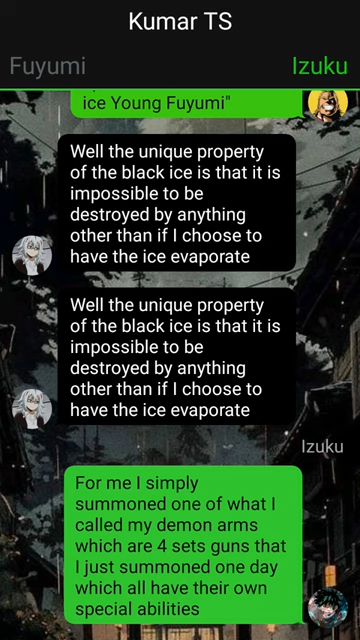 Kumar TS
Fuyumi
Izuku
ice Young Fuyumi"
Well the unique property
of the black ice is that it is
impossible to be
destroyed by anything
other than if I choose to
have the ice evaporate
Well the unique property
of the black ice is that it is
impossible to be
destroyed by anything
other than if I choose to
have the ice evaporate
Izuku
For me I simply
summoned one of what I
called my demon arms
which are 4 sets guns that
I just summoned one day
which all have their own
special abilities